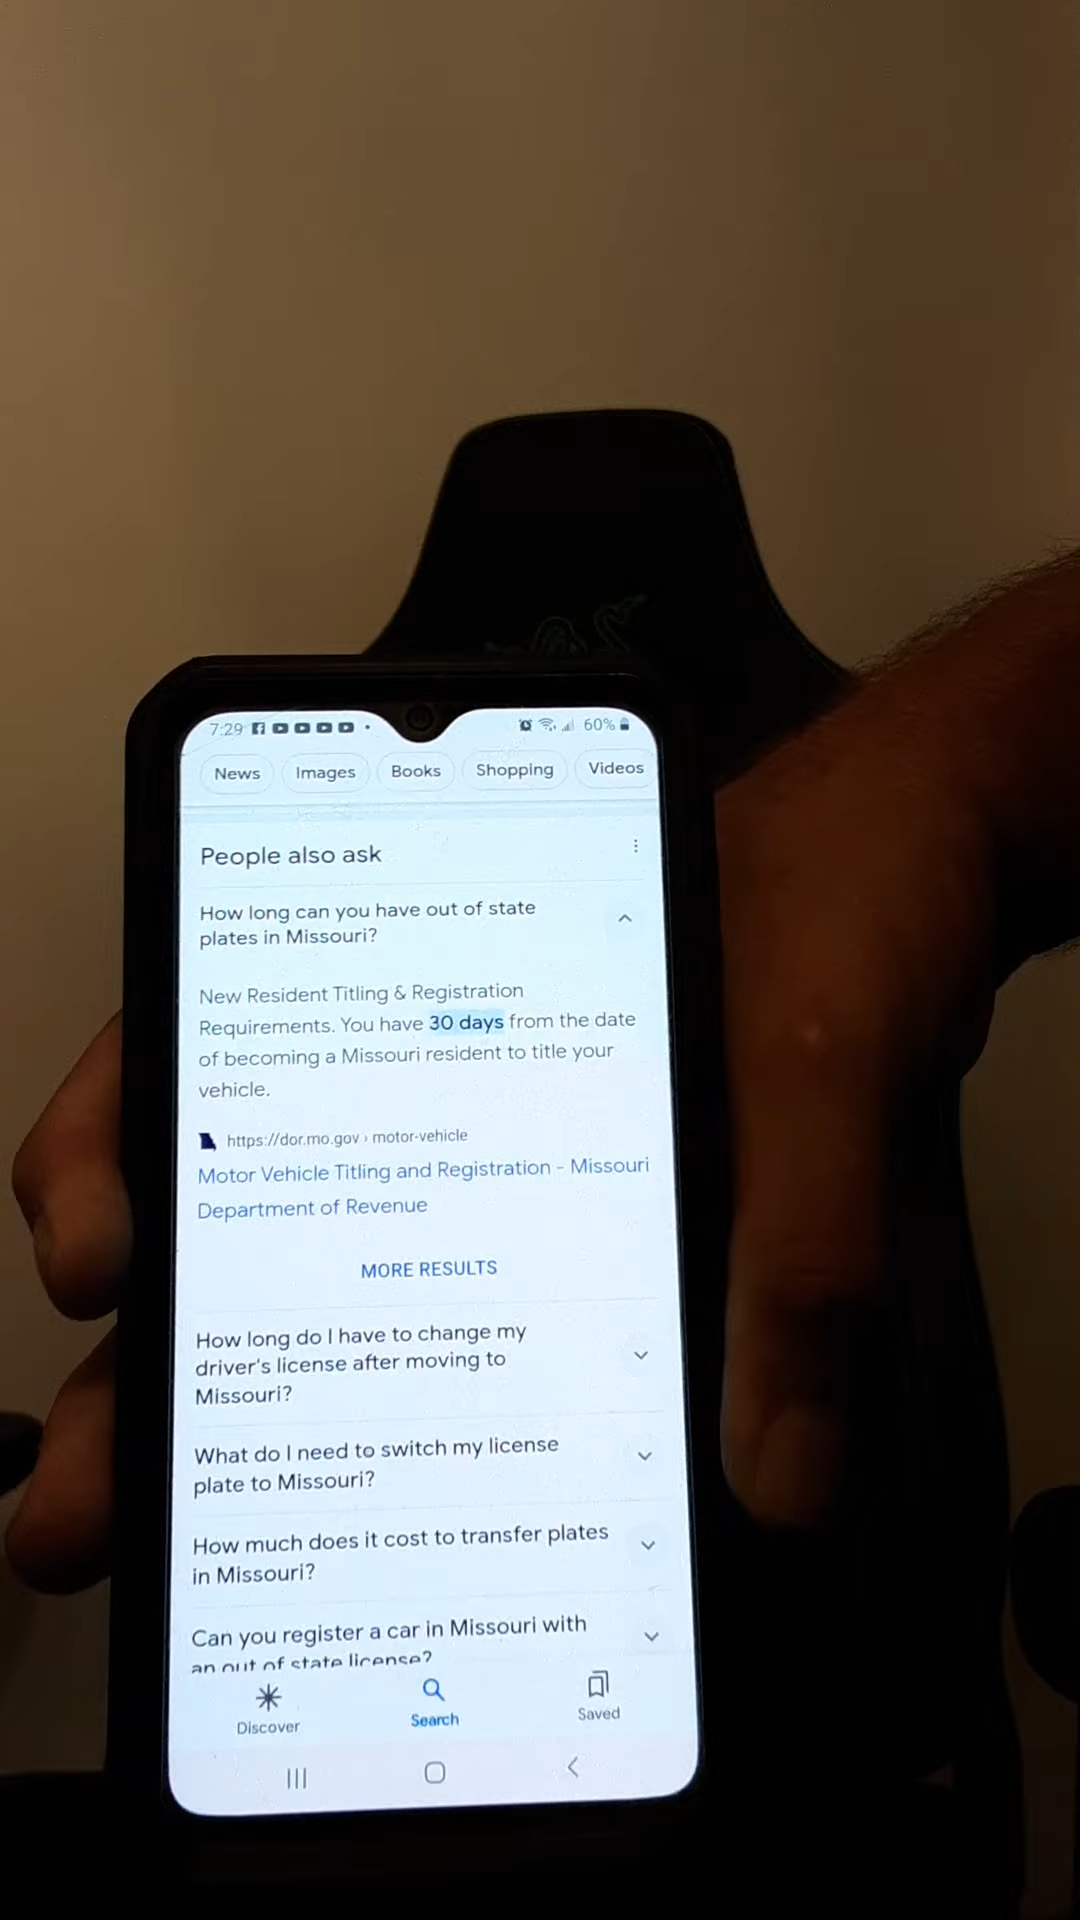 7:29
60%
News Images Books Shopping Videos
People also ask
How long can you have out of state
plates in Missouri?
New Resident Titling & Registration
Requirements. You have 30 days from the date
of becoming a Missouri resident to title your
vehicle.
https://dor.mo.gov › motor-vehicle
Motor Vehicle Titling and Registration - Missouri
Department of Revenue
MORE RESULTS
How long do I have to change my
driver's license after moving to
Missouri?
What do I need to switch my license
plate to Missouri?
How much does it cost to transfer plates
in Missouri?
Can you register a car in Missouri with
an out of state license?
Discover Search Saved